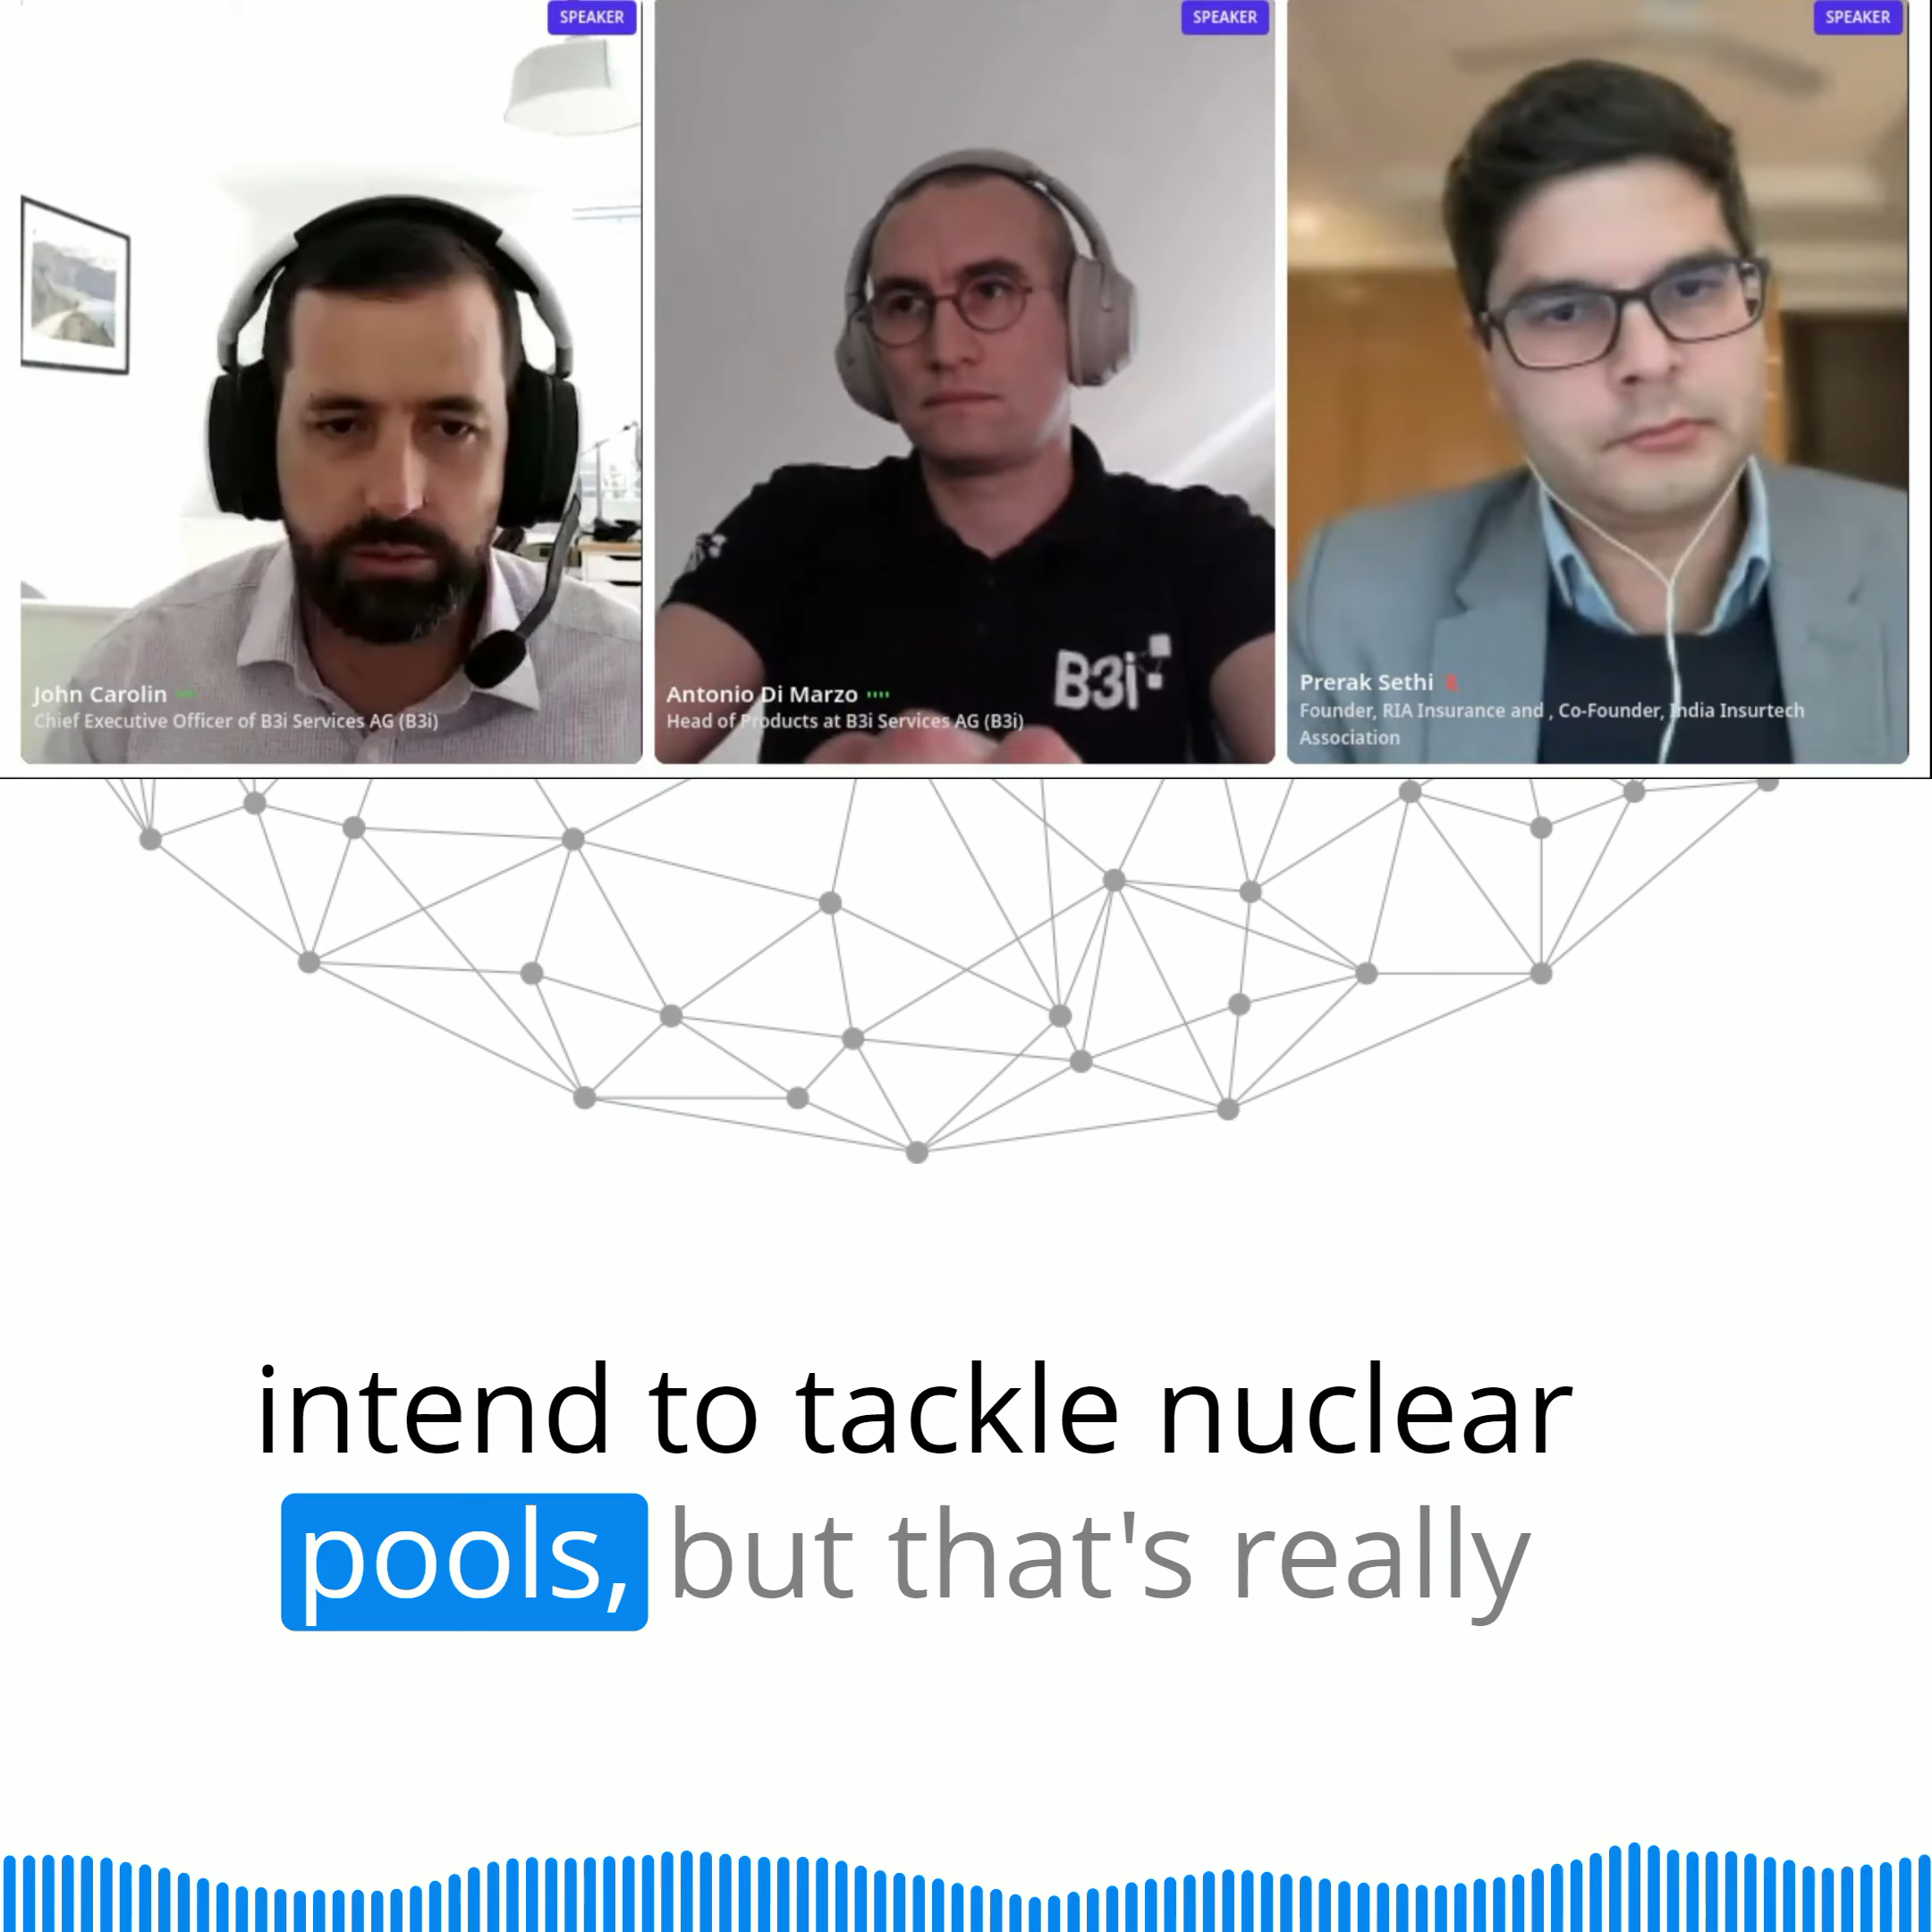 SPEAKER
SPEAKER
SPEAKER
John Carolin
Chief Executive Officer of B3i Services AG (B3i)
B3i
Antonio Di Marzo
Head of Products at B3i Services AG (B3i)
Prerak Sethi
Founder, RIA Insurance and , Co-Founder, India Insurtech
Association
intend to tackle nuclear
pools, but that's really